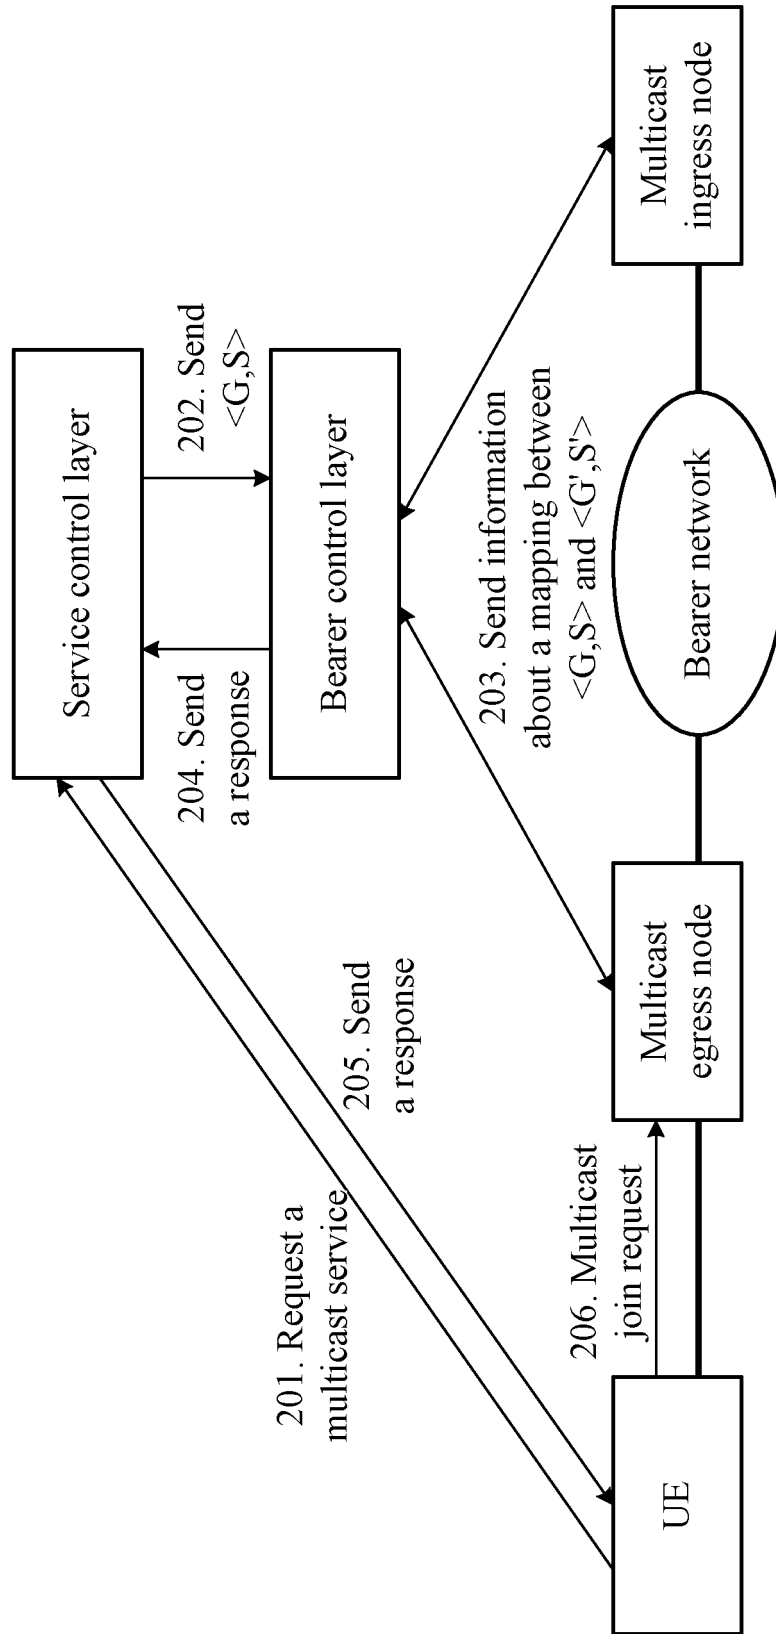 Service control layer
204. Send
a response
202. Send
<G,S>
Bearer control layer
201. Request a
multicast service
205. Send
a response
203. Send information
about a mapping between
<G,S> and <G',S'>
206. Multicast
join request
UE
Multicast
egress node
Bearer network
Multicast
ingress node